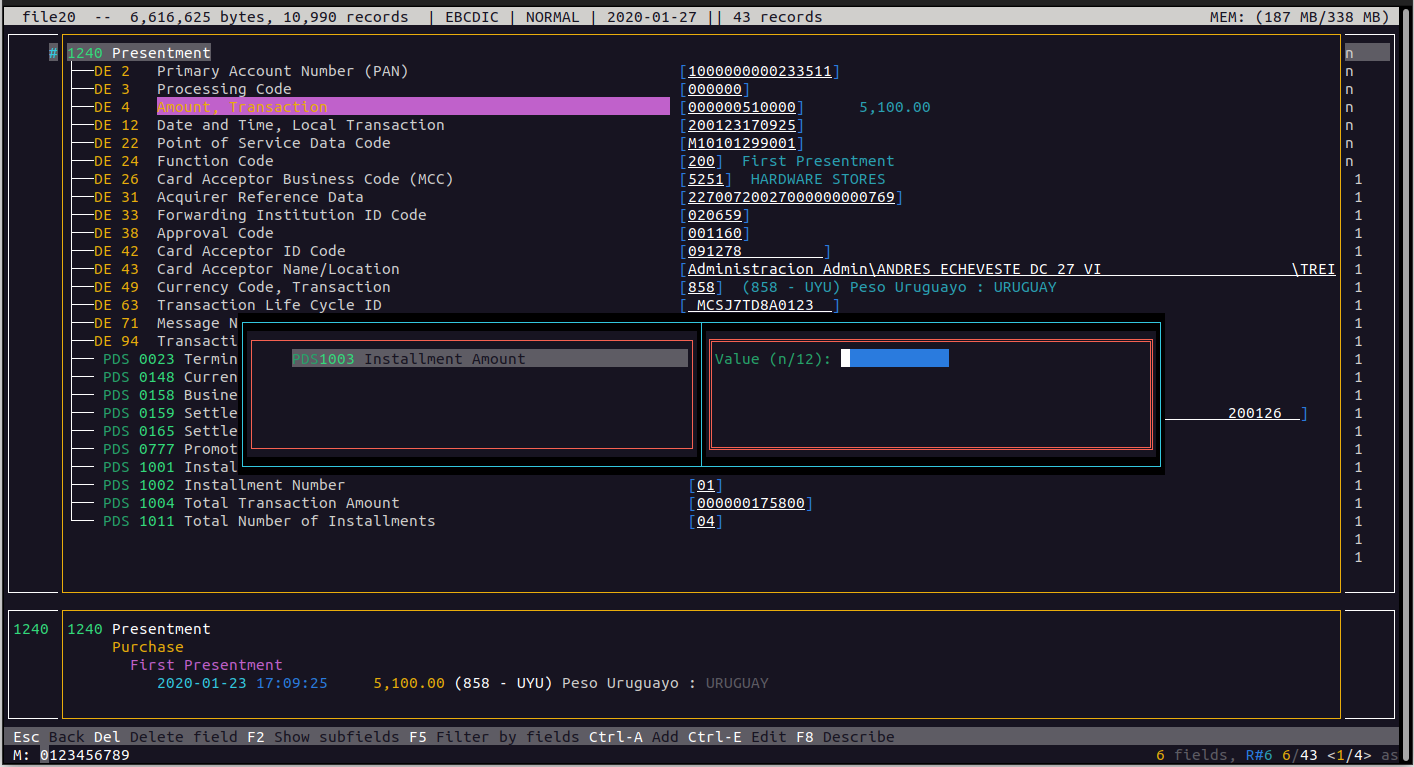 file20 -- 6,616,625 bytes, 10,990 records | EBCDIC | NORMAL | 2020-01-27 || 43 records MEM: (187 MB/338 MB)
# 1240 Presentment n
DE 2 Primary Account Number (PAN) [1000000000233511] n
DE 3 Processing Code [000000] n
DE 4 Amount, Transaction [000000510000] 5,100.00 n
DE 12 Date and Time, Local Transaction [200123170925] n
DE 22 Point of Service Data Code [M10101299001] n
DE 24 Function Code [200] First Presentment n
DE 26 Card Acceptor Business Code (MCC) [5251] HARDWARE STORES 1
DE 31 Acquirer Reference Data [22700720027000000000769] 1
DE 33 Forwarding Institution ID Code [020659] 1
DE 38 Approval Code [001160] 1
DE 42 Card Acceptor ID Code [091278 ] 1
DE 43 Card Acceptor Name/Location [Administracion Admin\ANDRES ECHEVESTE DC 27 VI \TREI 1
DE 49 Currency Code, Transaction [858] (858 - UYU) Peso Uruguayo : URUGUAY 1
DE 63 Transaction Life Cycle ID [ MCSJ7TD8A0123 ] 1
DE 71 Message N 1
DE 94 Transacti 1
PDS 0023 Termin PDS1003 Installment Amount Value (n/12): 1
PDS 0148 Curren 1
PDS 0158 Busine 1
PDS 0159 Settle 200126 ] 1
PDS 0165 Settle 1
PDS 0777 Promot 1
PDS 1001 Instal 1
PDS 1002 Installment Number [01] 1
PDS 1004 Total Transaction Amount [000000175800] 1
PDS 1011 Total Number of Installments [04] 1
1
1
1240 1240 Presentment
Purchase
First Presentment
2020-01-23 17:09:25 5,100.00 (858 - UYU) Peso Uruguayo : URUGUAY
Esc Back Del Delete field F2 Show subfields F5 Filter by fields Ctrl-A Add Ctrl-E Edit F8 Describe
M: 0123456789 6 fields, R#6 6/43 <1/4> as